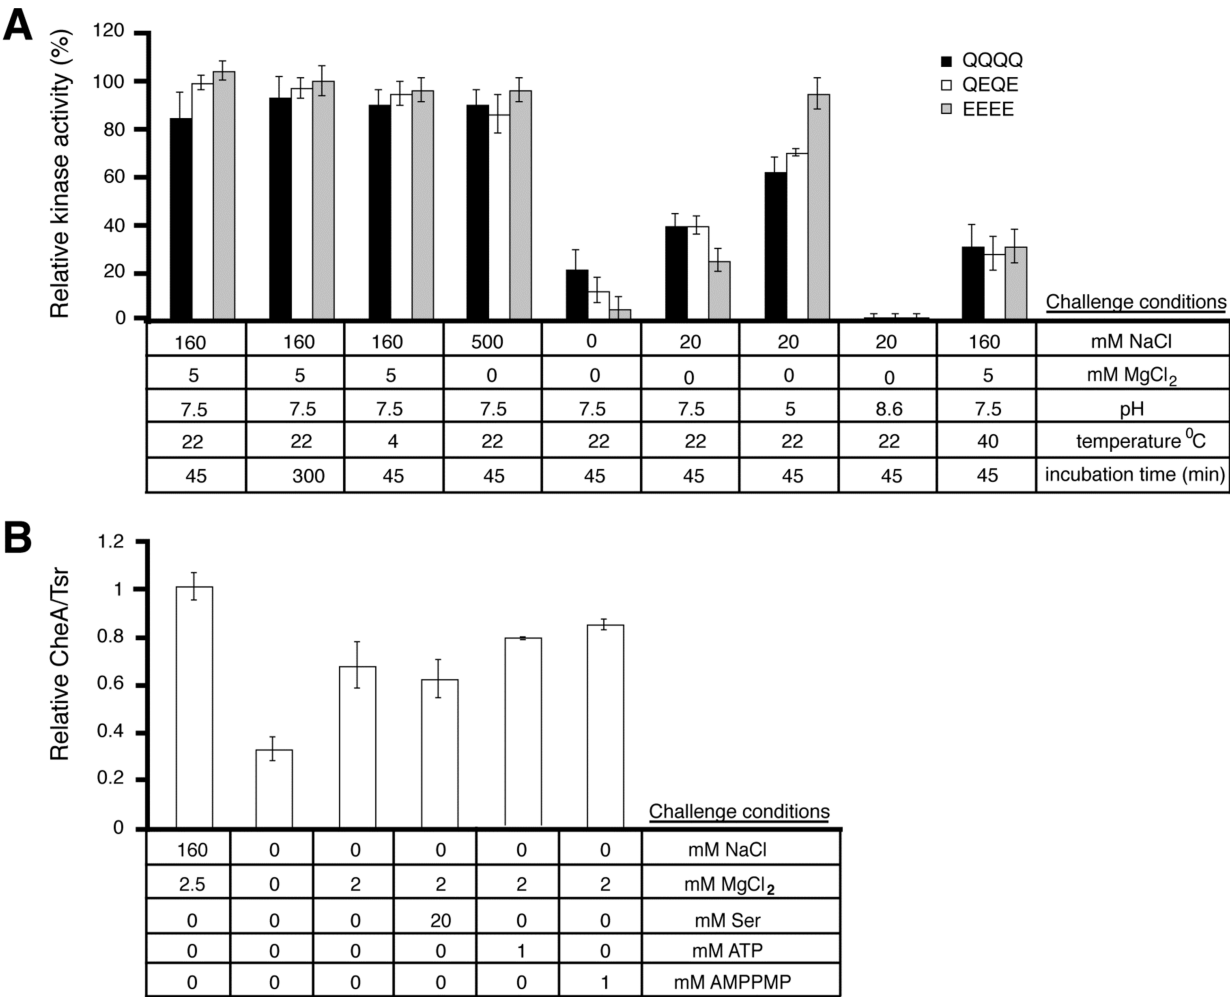 A
Relative kinase activity (%)
120
100
80
60
40
20
0
QQQQ
QEQE
EEEE
Challenge conditions
160 160 160 500 0 20 20 20 160 mM NaCl
5 5 5 0 0 0 0 0 5 mM MgCl2
7.5 7.5 7.5 7.5 7.5 7.5 5 8.6 7.5 pH
22 22 4 22 22 22 22 22 40 temperature 0C
45 300 45 45 45 45 45 45 45 incubation time (min)
B
Relative CheA/Tsr
1.2
1
0.8
0.6
0.4
0.2
0
Challenge conditions
160 0 0 0 0 0 mM NaCl
2.5 0 2 2 2 2 mM MgCl2
0 0 0 20 0 0 mM Ser
0 0 0 0 1 0 mM ATP
0 0 0 0 0 1 mM AMPPMP